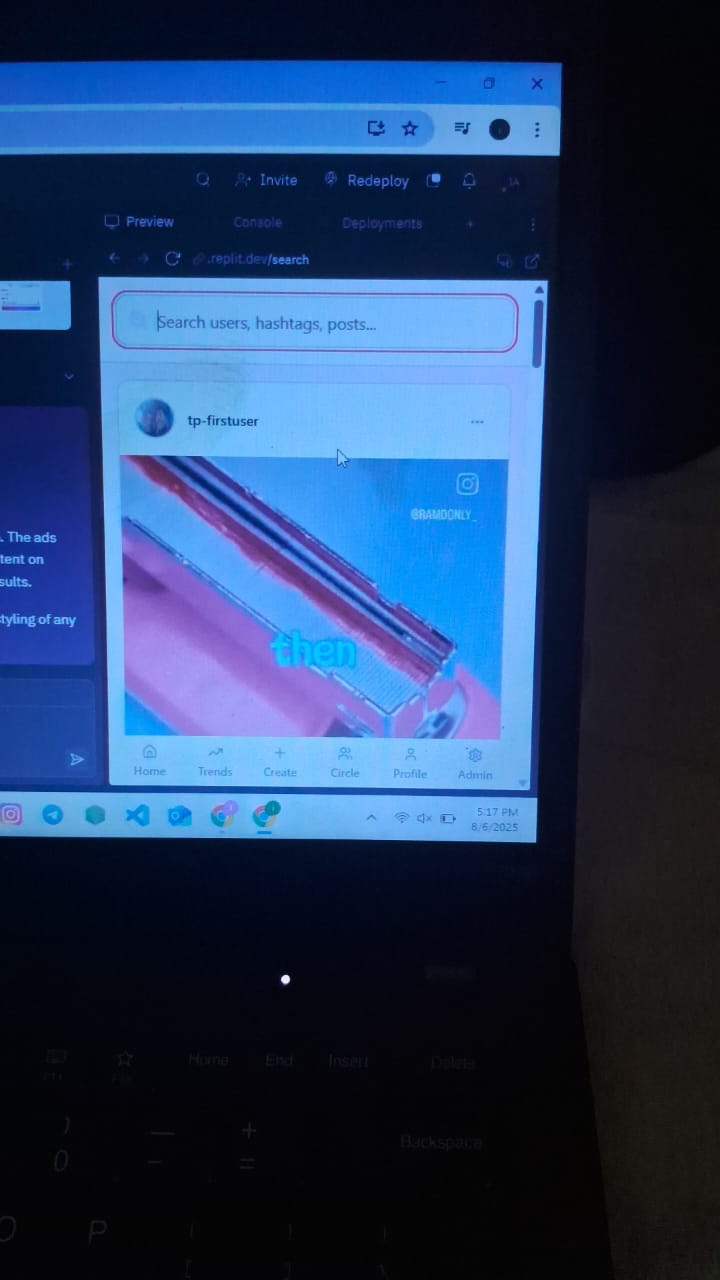 Invite
Redeploy
Preview
Console
Deployments
.replit.dev/search
Search users, hashtags, posts...
tp-firstuser
@RAMDONLY_
. The ads
tent on
sults.
styling of any
then
Home
Trends
Create
Circle
Profile
Admin
5:17 PM
8/6/2025
Home
End
Insert
Delete
)
— +
0 - =
Backspace
P